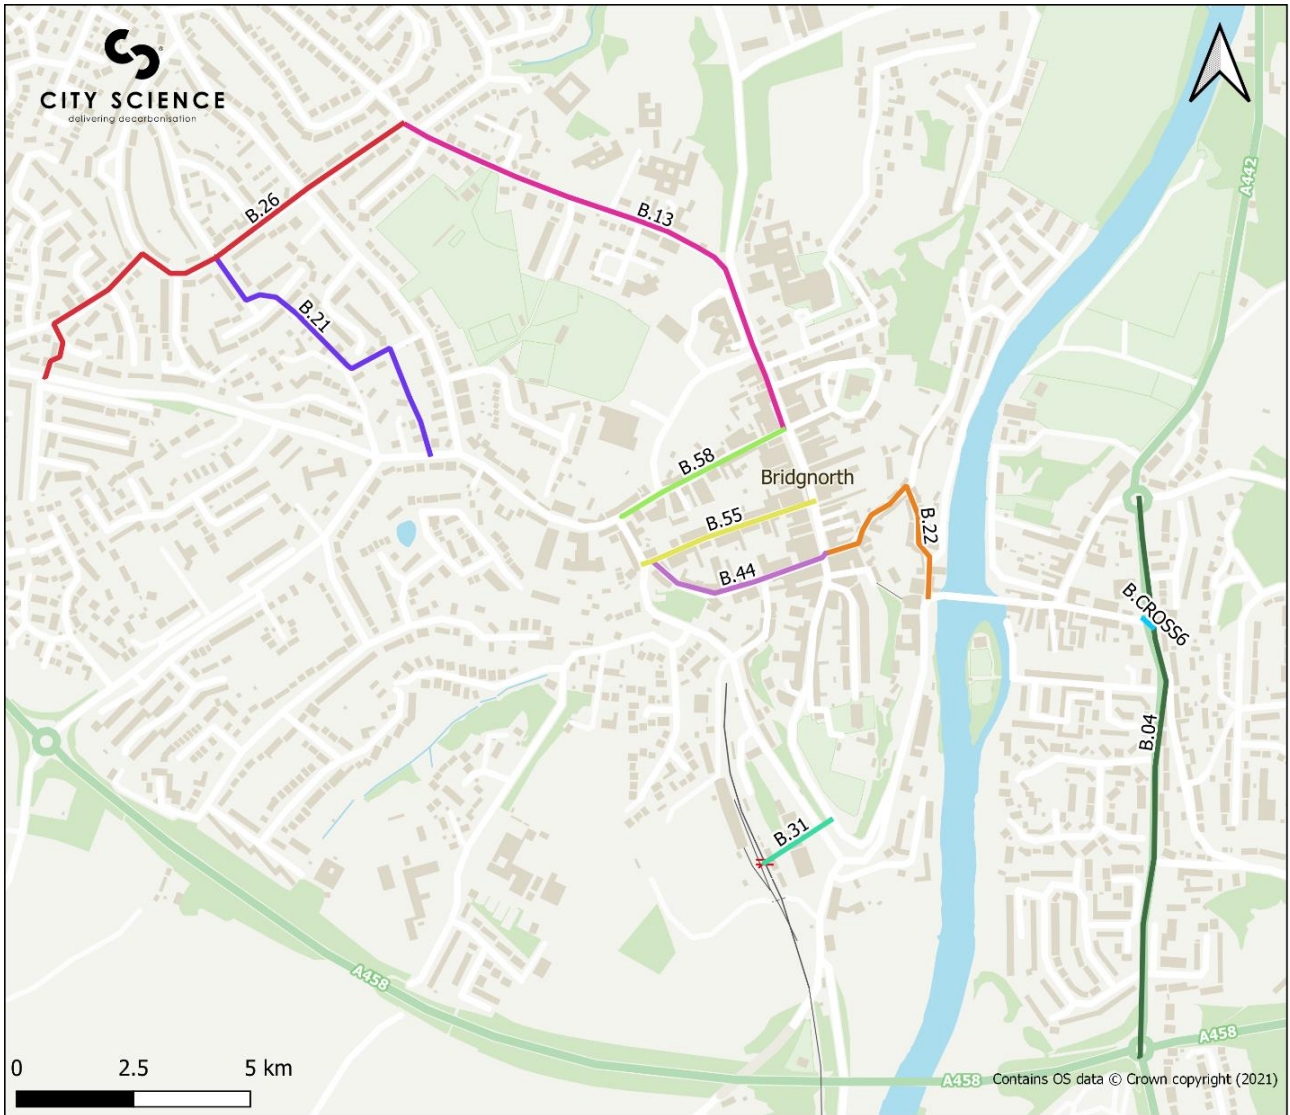 CITY SCIENCE
delivering decarbonisation
A442
B.26
B.13
B.21
B.58
Bridgnorth
B.55
B.22
B.44
B.CROSS6
B.04
B.31
A458
A458
A458
0 2.5 5 km
Contains OS data © Crown copyright (2021)